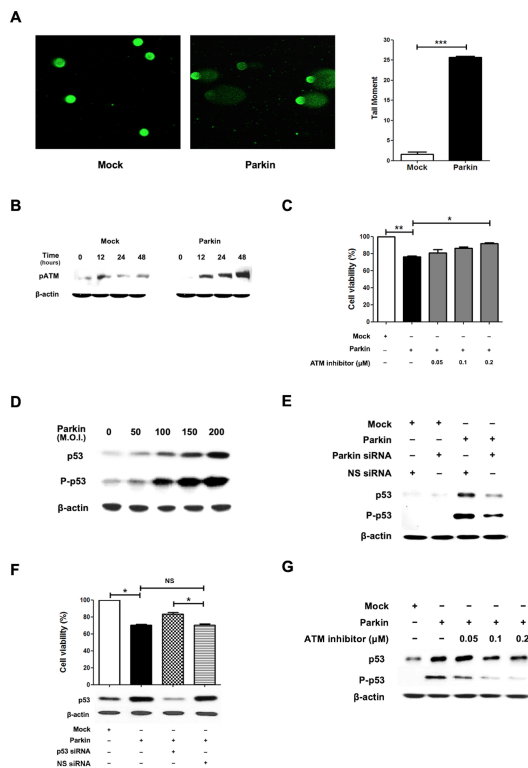 A
Mock
Parkin
Tail Moment
30
25
20
15
10
5
0
***
Mock
Parkin
B
Mock
Parkin
Time (hours)
0 12 24 48
0 12 24 48
pATM
β-actin
C
Cell viability (%)
100
80
60
40
20
0
**
*
Mock + – – – –
Parkin – + + + +
ATM inhibitor (µM) – – 0.05 0.1 0.2
D
Parkin (M.O.I.)
0 50 100 150 200
p53
P-p53
β-actin
E
Mock + + – –
Parkin – – + +
Parkin siRNA – + – +
NS siRNA + – + –
p53
P-p53
β-actin
F
Cell viability (%)
100
80
60
40
20
0
*
NS
*
p53
β-actin
Mock + – – –
Parkin – + + +
p53 siRNA – – + –
NS siRNA – – – +
G
Mock + – – – –
Parkin – + + + +
ATM inhibitor (µM) – – 0.05 0.1 0.2
p53
P-p53
β-actin